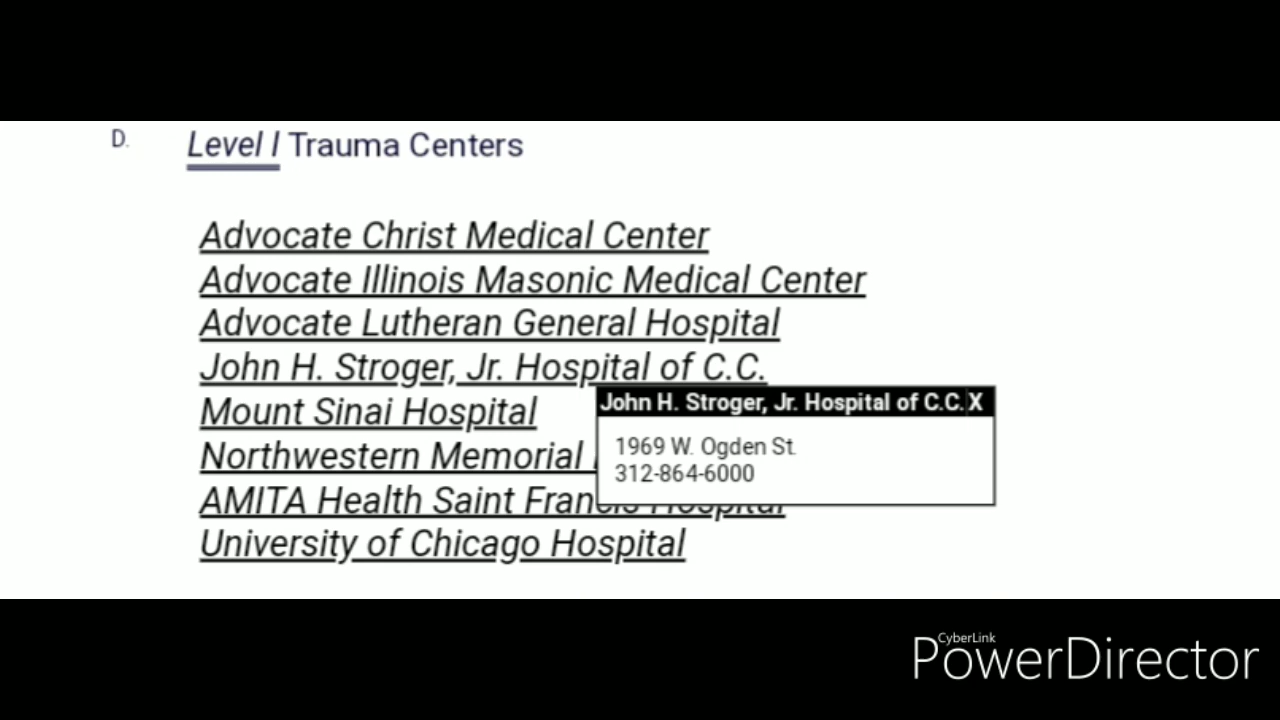 D. Level I Trauma Centers
Advocate Christ Medical Center
Advocate Illinois Masonic Medical Center
Advocate Lutheran General Hospital
John H. Stroger, Jr. Hospital of C.C.
Mount Sinai Hospital
Northwestern Memorial
AMITA Health Saint Francis Hospital
University of Chicago Hospital
John H. Stroger, Jr. Hospital of C.C. X
1969 W. Ogden St.
312-864-6000
CyberLink
PowerDirector